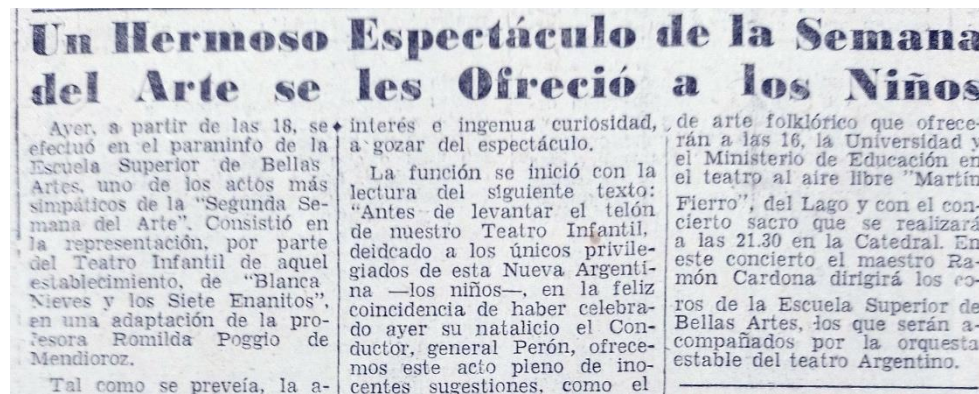 Un Hermoso Espectáculo de la Semana
del Arte se les Ofreció a los Niños
Ayer, a partir de las 18, se
efectuó en el paraninfo de la
Escuela Superior de Bellas
Artes, uno de los actos más
simpáticos de la "Segunda Se-
mana del Arte". Consistió en
la representación, por parte
del Teatro Infantil de aquel
establecimiento, de "Blanca
Nieves y los Siete Enanitos",
en una adaptación de la pro-
fesora Romilda Poggio de
Mendioroz.
Tal como se preveía, la a-
interés e ingenua curiosidad,
a gozar del espectáculo.
La función se inició con la
lectura del siguiente texto:
"Antes de levantar el telón
de nuestro Teatro Infantil,
deidcado a los únicos privile-
giados de esta Nueva Argenti-
na —los niños—, en la feliz
coincidencia de haber celebra-
do ayer su natalicio el Con-
ductor, general Perón, ofrece-
mos este acto pleno de ino-
centes sugestiones, como el
de arte folklórico que ofrece-
rán a las 16, la Universidad y
el Ministerio de Educación en
el teatro al aire libre "Martín
Fierro", del Lago y con el con-
cierto sacro que se realizará
a las 21.30 en la Catedral. En
este concierto el maestro Ra-
món Cardona dirigirá los co-
ros de la Escuela Superior de
Bellas Artes, los que serán a-
compañados por la orquesta
estable del teatro Argentino.